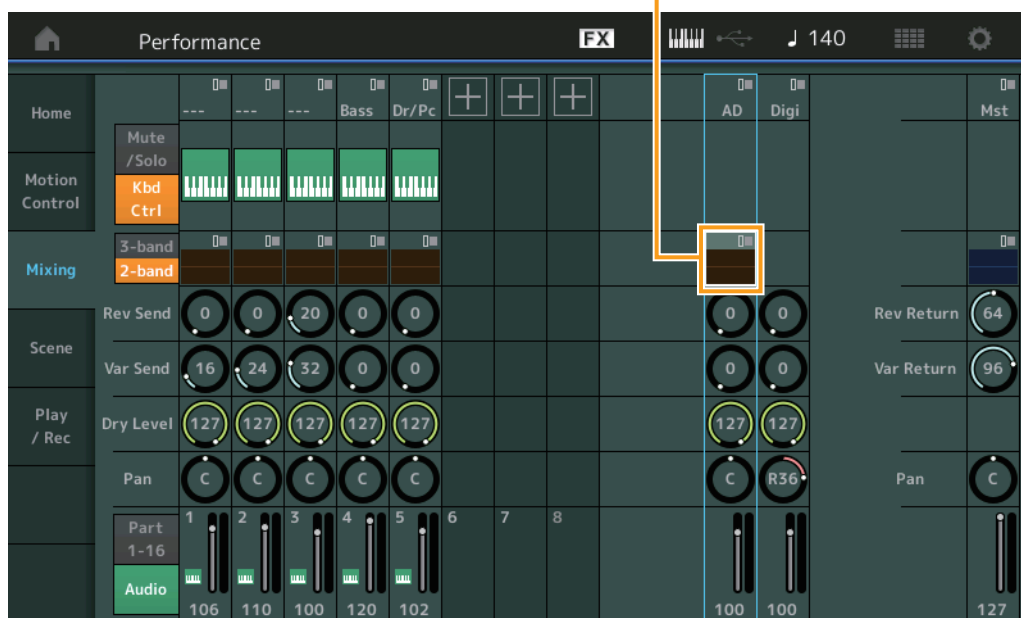 Performance FX 140
--- --- --- Bass Dr/Pc AD Digi Mst
Home
Mute
/Solo
Motion
Control
Kbd
Ctrl
3-band
2-band
Mixing
Rev Send 0 0 20 0 0 0 0 Rev Return 64
Scene
Var Send 16 24 32 0 0 0 0 Var Return 96
Play
/ Rec
Dry Level 127 127 127 127 127 127 127
Pan C C C C C C R36 Pan C
1 2 3 4 5 6 7 8
Part
1-16
Audio
106 110 100 120 102 100 100 127